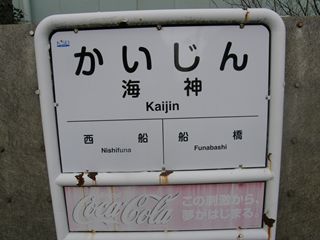 かいじん
海神
Kaijin
西船 船橋
Nishifuna Funabashi
Coca-Cola この刺激から、
夢がはじまる。